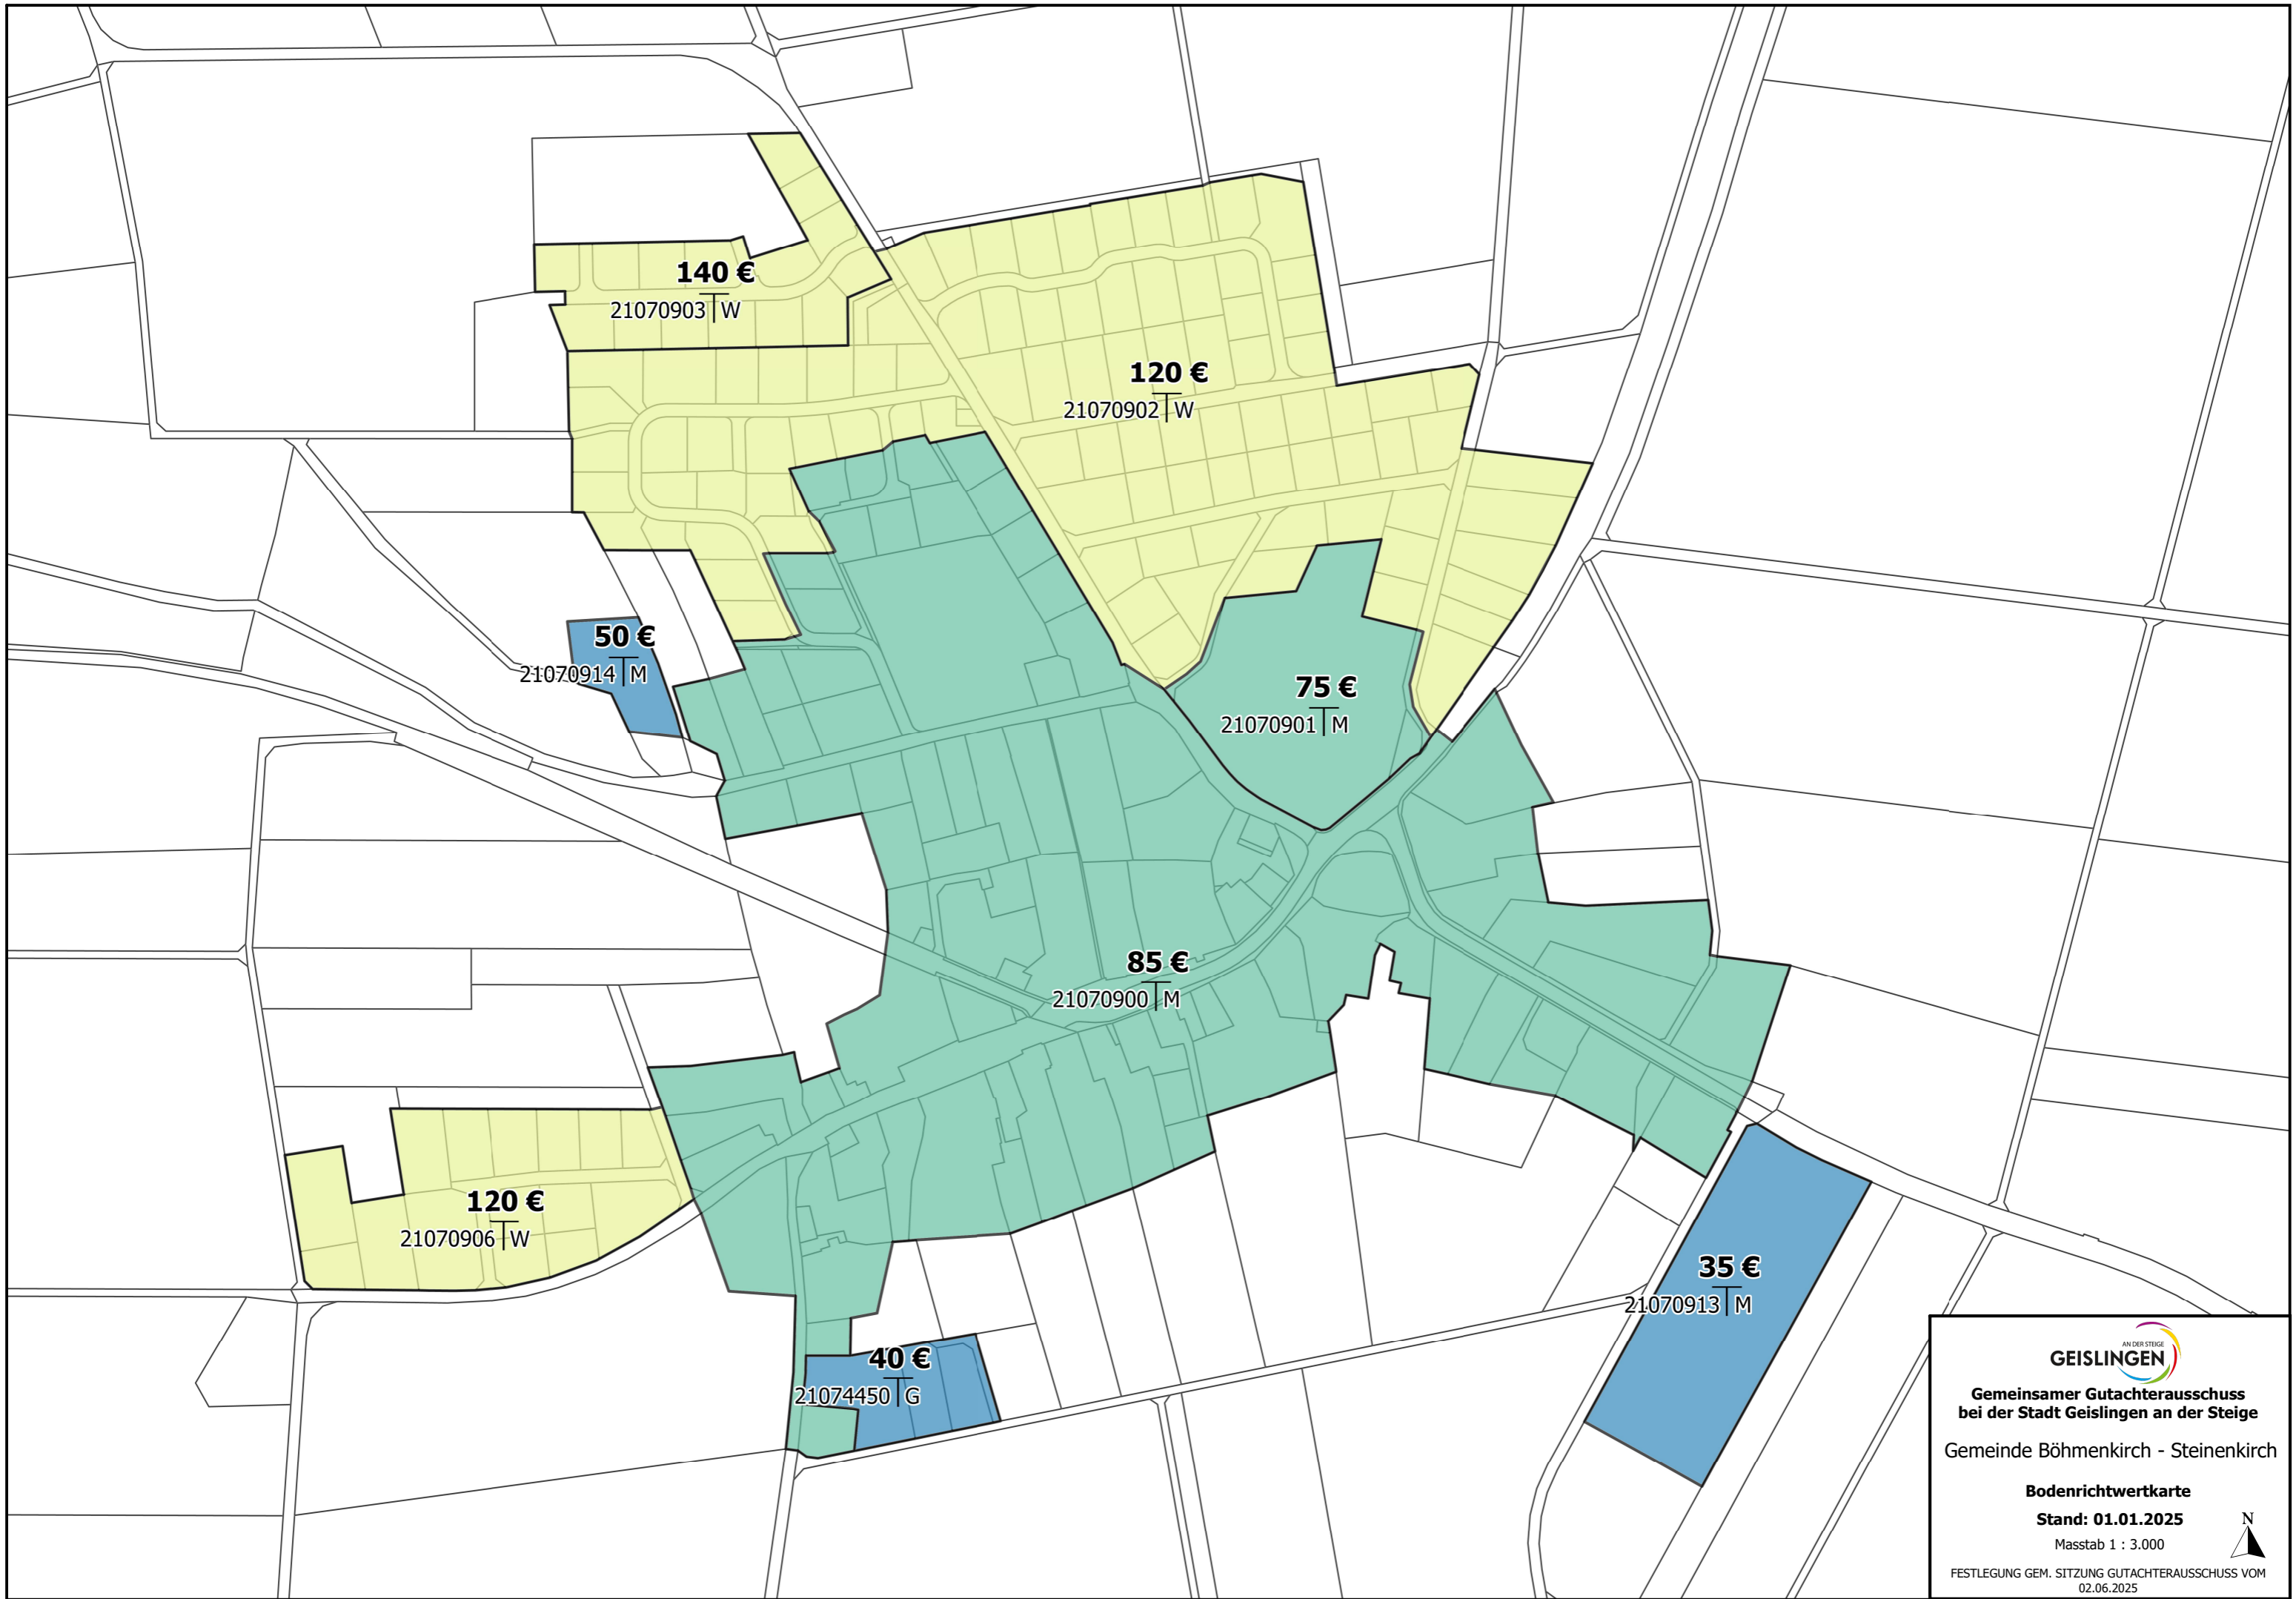 140 €
21070903 W
120 €
21070902 W
50 €
21070914 M
75 €
21070901 M
85 €
21070900 M
120 €
21070906 W
35 €
21070913 M
40 €
21074450 G
AN DER STEIGE
GEISLINGEN
Gemeinsamer Gutachterausschuss
bei der Stadt Geislingen an der Steige
Gemeinde Böhmenkirch - Steinenkirch
Bodenrichtwertkarte
Stand: 01.01.2025
N
Masstab 1 : 3.000
FESTLEGUNG GEM. SITZUNG GUTACHTERAUSSCHUSS VOM
02.06.2025